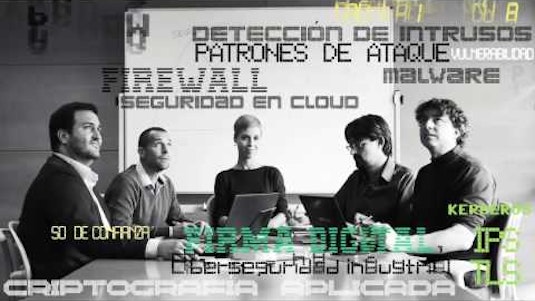 DETECCIÓN DE INTRUSOS
PATRONES DE ATAQUE
VULNERABILIDAD
FIREWALL
MALWARE
SEGURIDAD EN CLOUD
KERBEROS
SO DE CONFIANZA
FIRMA DIGITAL
IPS
CIBERSEGURIDAD INDUSTRIAL
TLS
CRIPTOGRAFIA APLICADA